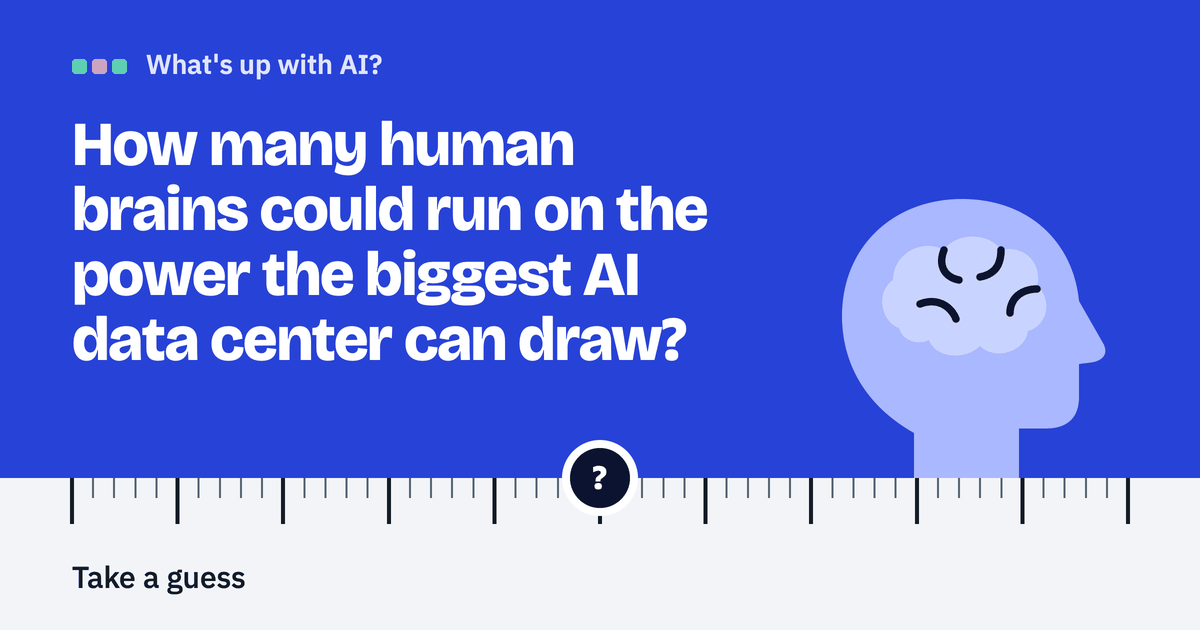 What's up with AI?
How many human
brains could run on the
power the biggest AI
data center can draw?
?
Take a guess